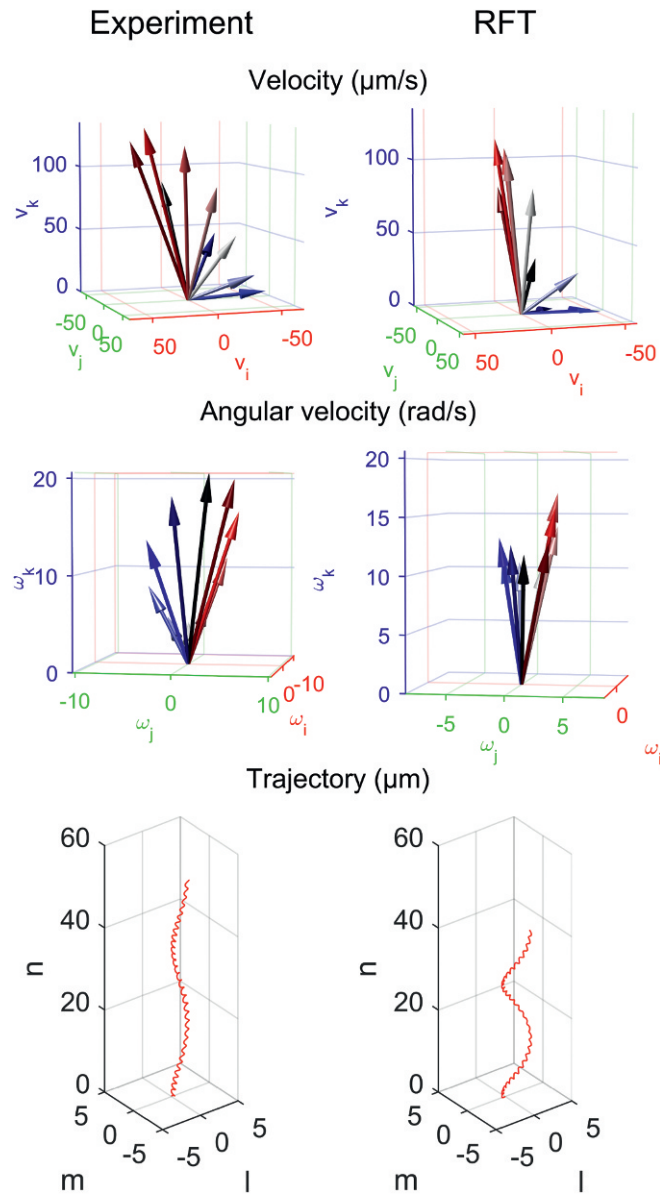 Experiment RFT
Velocity (μm/s)
100
50
0
v_k
-50
0
50
v_j
50
0
-50
v_i
100
50
0
v_k
-50
0
50
v_j
50
0
-50
v_i
Angular velocity (rad/s)
20
10
0
ω_k
-10
0
10
ω_j
0
-10
ω_i
20
15
10
5
0
ω_k
-5
0
5
ω_j
0
ω_i
Trajectory (μm)
60
40
20
0
n
5
0
-5
m
-5
0
5
l
60
40
20
0
n
5
0
-5
m
-5
0
5
l